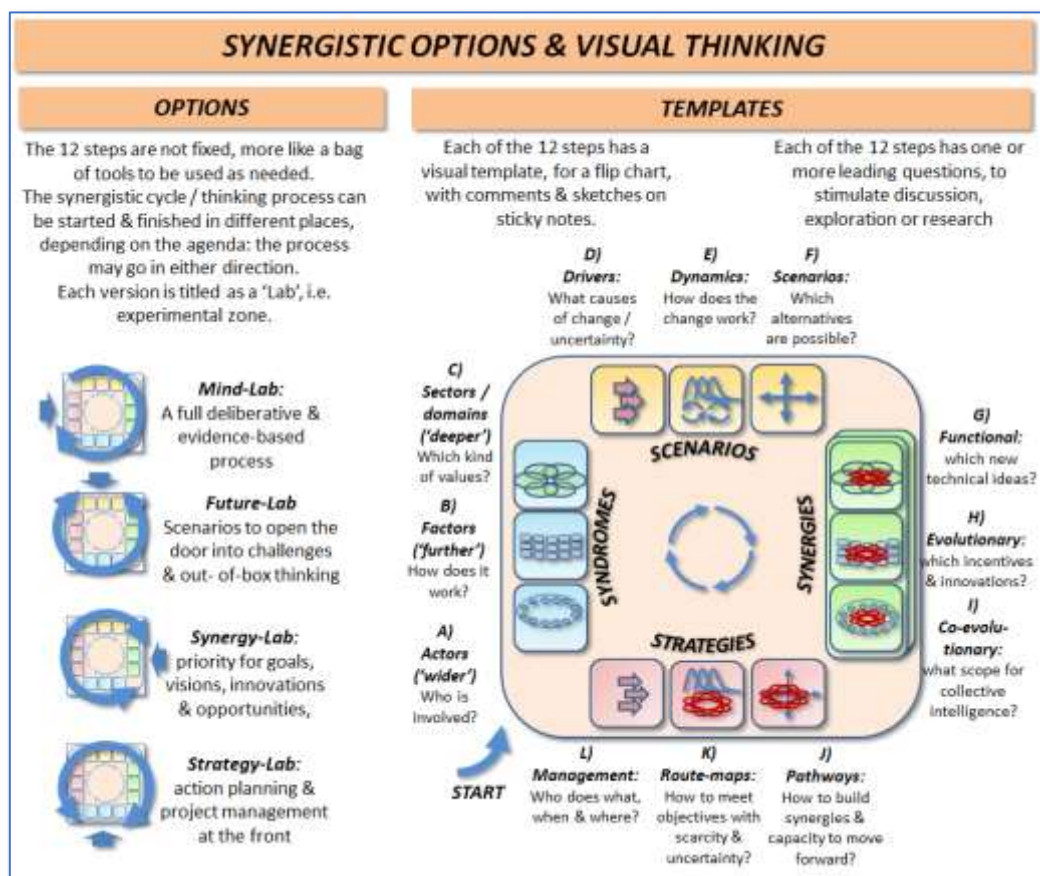 SYNERGISTIC OPTIONS & VISUAL THINKING
OPTIONS
The 12 steps are not fixed, more like a bag
of tools to be used as needed.
The synergistic cycle / thinking process can
be started & finished in different places,
depending on the agenda: the process
may go in either direction.
Each version is titled as a 'Lab', i.e.
experimental zone.
Mind-Lab:
A full deliberative &
evidence-based
process
Future-Lab
Scenarios to open the
door into challenges
& out- of-box thinking
Synergy-Lab:
priority for goals,
visions, innovations
& opportunities,
Strategy-Lab:
action planning &
project management
at the front
TEMPLATES
Each of the 12 steps has a
visual template, for a flip chart,
with comments & sketches on
sticky notes.
Each of the 12 steps has one or
more leading questions, to
stimulate discussion,
exploration or research
D)
Drivers:
What causes
of change /
uncertainty?
E)
Dynamics:
How does the
change work?
F)
Scenarios:
Which
alternatives
are possible?
C)
Sectors /
domains
('deeper')
Which kind
of values?
B)
Factors
('further')
How does it
work?
A)
Actors
('wider')
Who is
involved?
START
SCENARIOS
SYNDROMES
SYNERGIES
STRATEGIES
G)
Functional:
which new
technical ideas?
H)
Evolutionary:
which incentives
& innovations?
I)
Co-evolu-
tionary:
what scope for
collective
intelligence?
L)
Management:
Who does what,
when & where?
K)
Route-maps:
How to meet
objectives with
scarcity &
uncertainty?
J)
Pathways:
How to build
synergies &
capacity to move
forward?